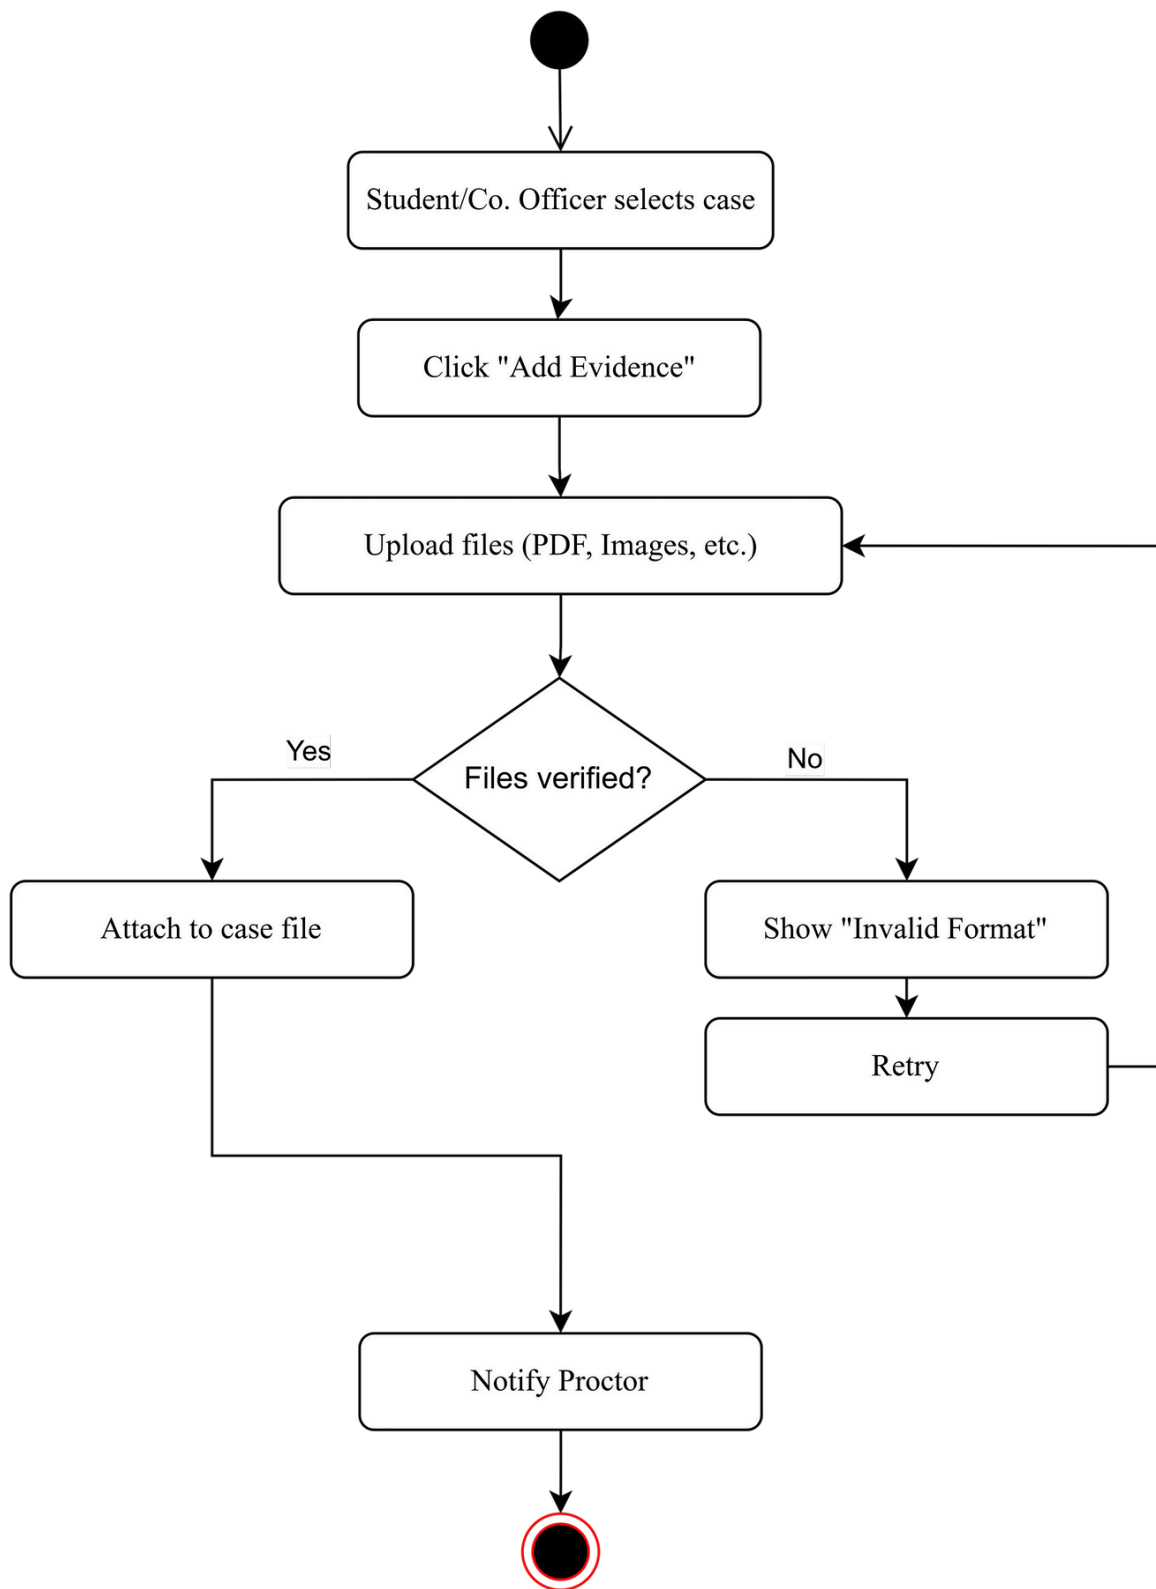 Student/Co. Officer selects case
Click "Add Evidence"
Upload files (PDF, Images, etc.)
Files verified?
Yes
No
Attach to case file
Show "Invalid Format"
Retry
Notify Proctor